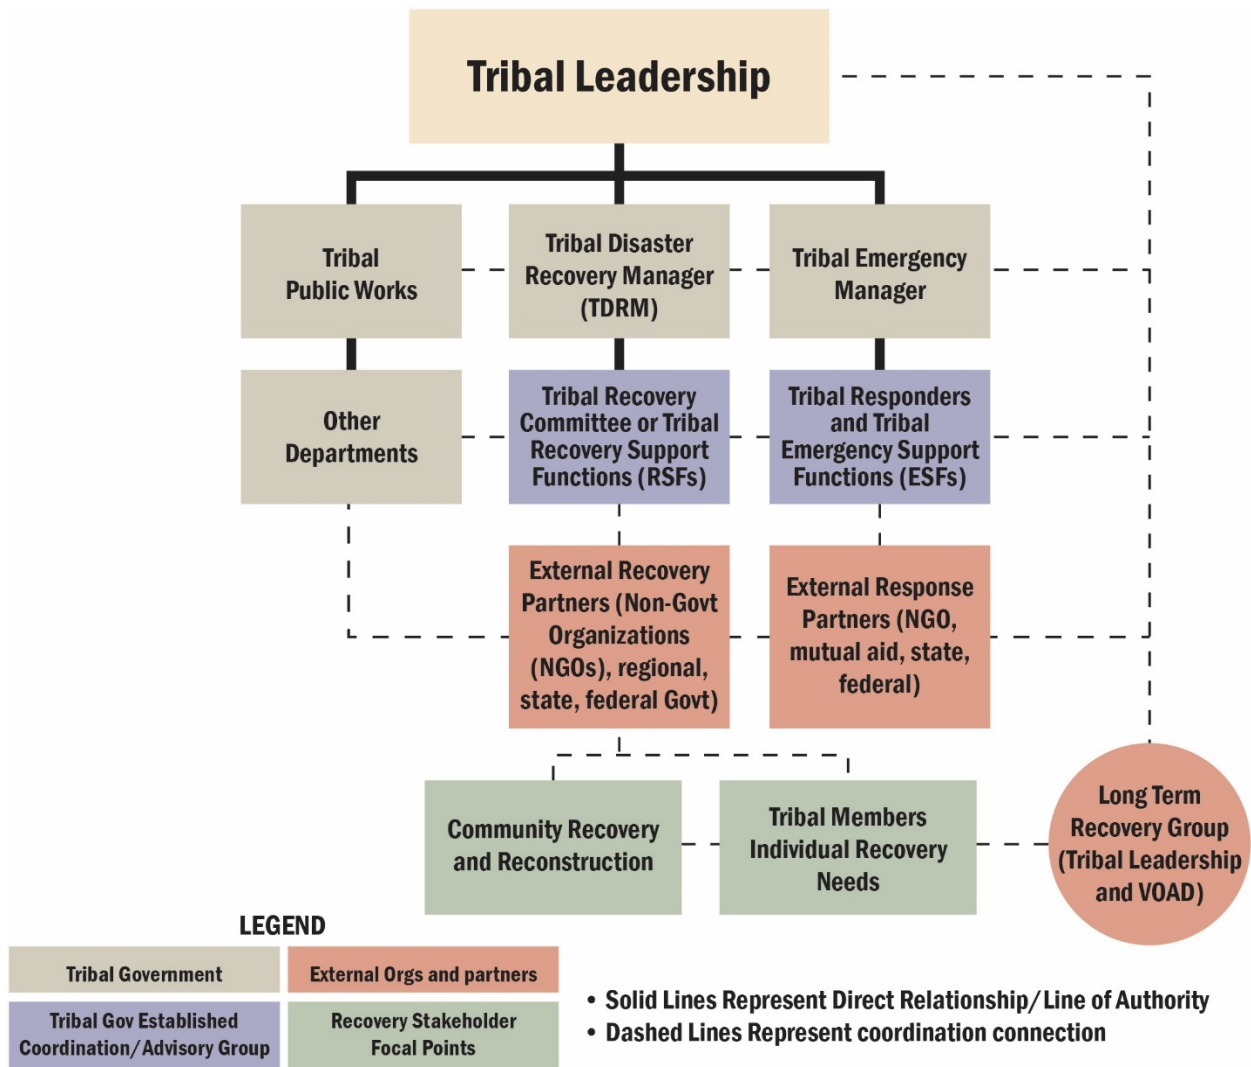 Tribal Leadership
Tribal
Public Works
Tribal Disaster
Recovery Manager
(TDRM)
Tribal Emergency
Manager
Other
Departments
Tribal Recovery
Committee or Tribal
Recovery Support
Functions (RSFs)
Tribal Responders
and Tribal
Emergency Support
Functions (ESFs)
External Recovery
Partners (Non-Govt
Organizations
(NGOs), regional,
state, federal Govt)
External Response
Partners (NGO,
mutual aid, state,
federal)
Community Recovery
and Reconstruction
Tribal Members
Individual Recovery
Needs
Long Term
Recovery Group
(Tribal Leadership
and VOAD)
LEGEND
Tribal Government
External Orgs and partners
Tribal Gov Established
Coordination/Advisory Group
Recovery Stakeholder
Focal Points
• Solid Lines Represent Direct Relationship/Line of Authority
• Dashed Lines Represent coordination connection